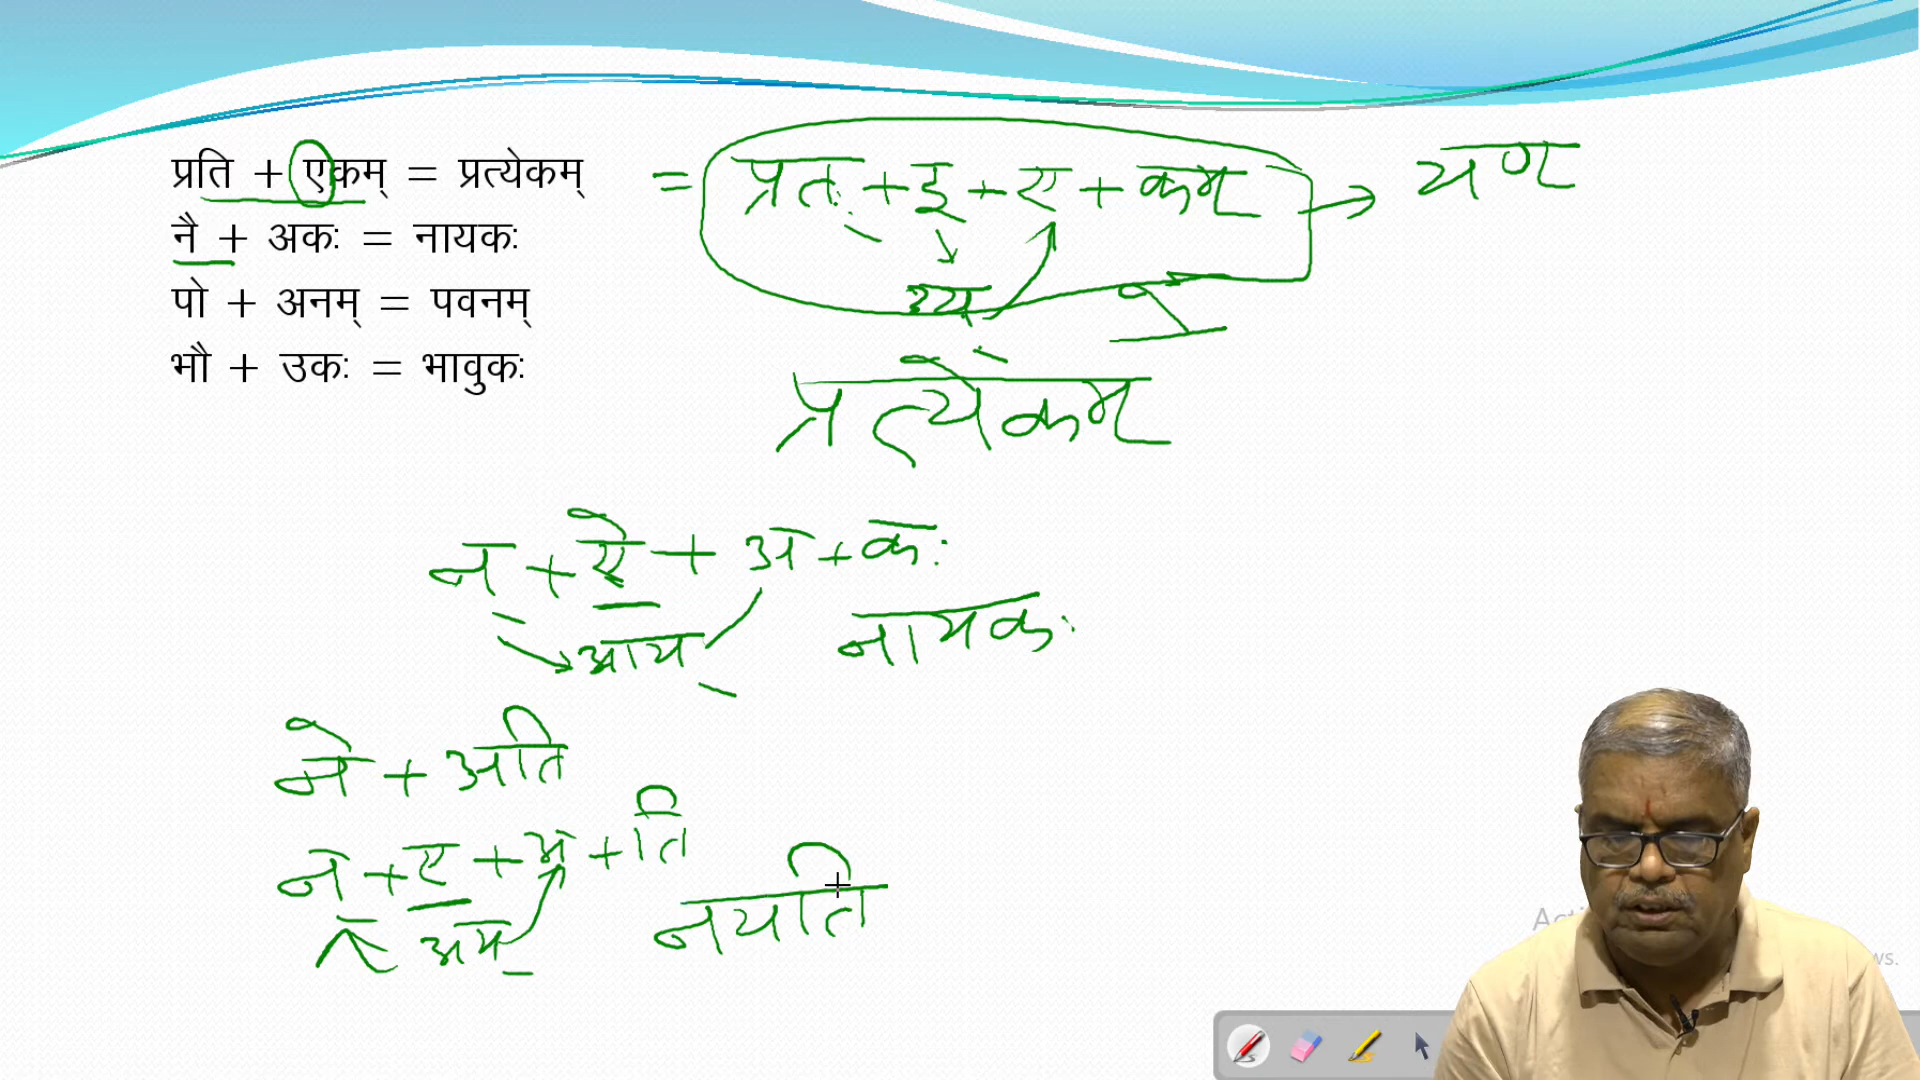 प्रति + एकम् = प्रत्येकम् = प्रत् + इ + ए + कम् → यण्
य्
नै + अकः = नायकः
पो + अनम् = पवनम्
भौ + उकः = भावुकः
प्रत्येकम्
न् + ऐ + अ + कः
आय् नायकः
ने + अति
न् + ए + अ + ति
अय् नयति